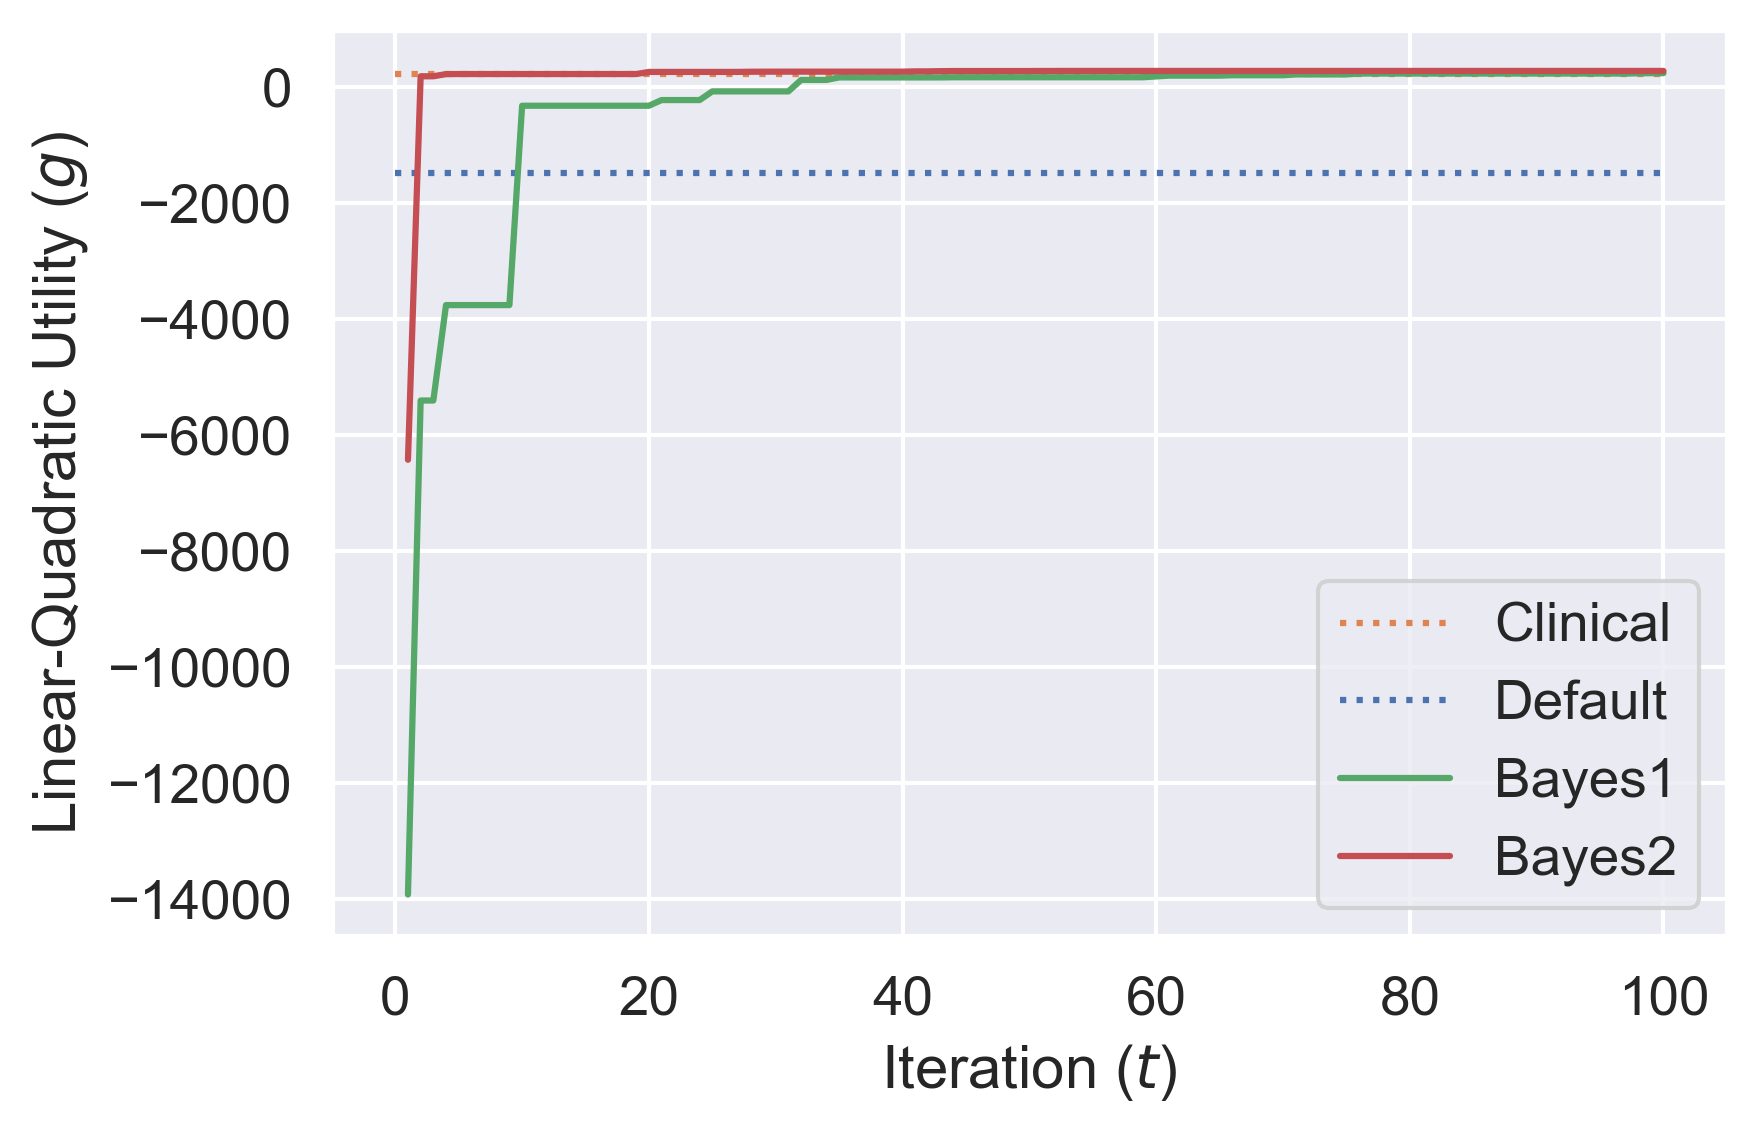 Linear-Quadratic Utility (g)
0
−2000
−4000
−6000
−8000
−10000
−12000
−14000
Clinical
Default
Bayes1
Bayes2
0 20 40 60 80 100
Iteration (t)